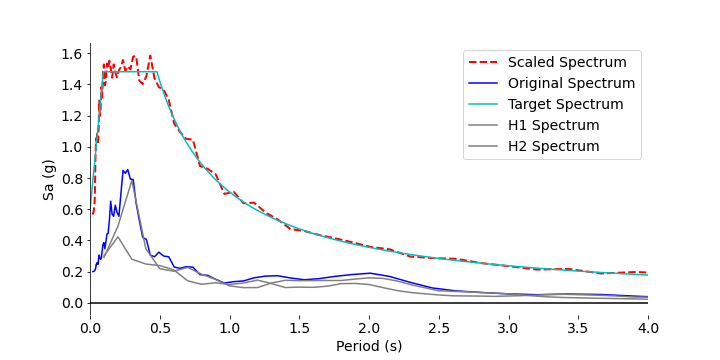 Scaled Spectrum
Original Spectrum
Target Spectrum
H1 Spectrum
H2 Spectrum
Sa (g)
1.6
1.4
1.2
1.0
0.8
0.6
0.4
0.2
0.0
0.0 0.5 1.0 1.5 2.0 2.5 3.0 3.5 4.0
Period (s)